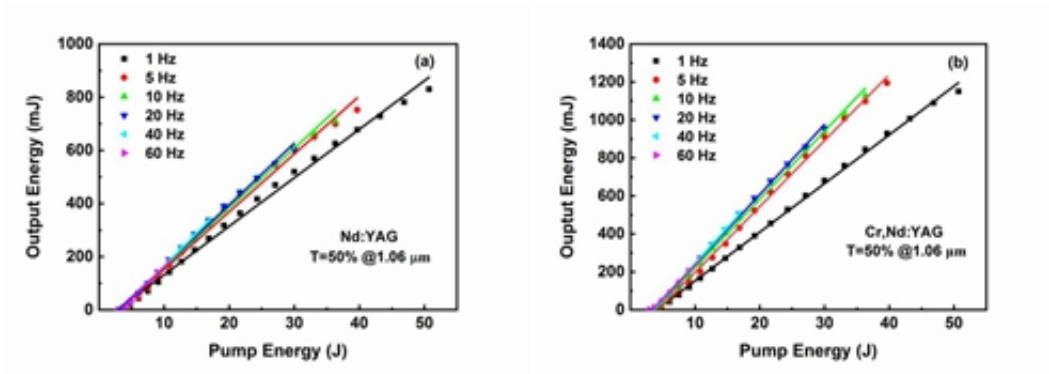 1000
800
600
400
200
0
Output Energy (mJ)
1 Hz
5 Hz
10 Hz
20 Hz
40 Hz
60 Hz
(a)
Nd:YAG
T=50% @1.06 μm
10 20 30 40 50
Pump Energy (J)
1400
1200
1000
800
600
400
200
0
Ouptut Energy (mJ)
1 Hz
5 Hz
10 Hz
20 Hz
40 Hz
60 Hz
(b)
Cr,Nd:YAG
T=50% @1.06 μm
10 20 30 40 50
Pump Energy (J)